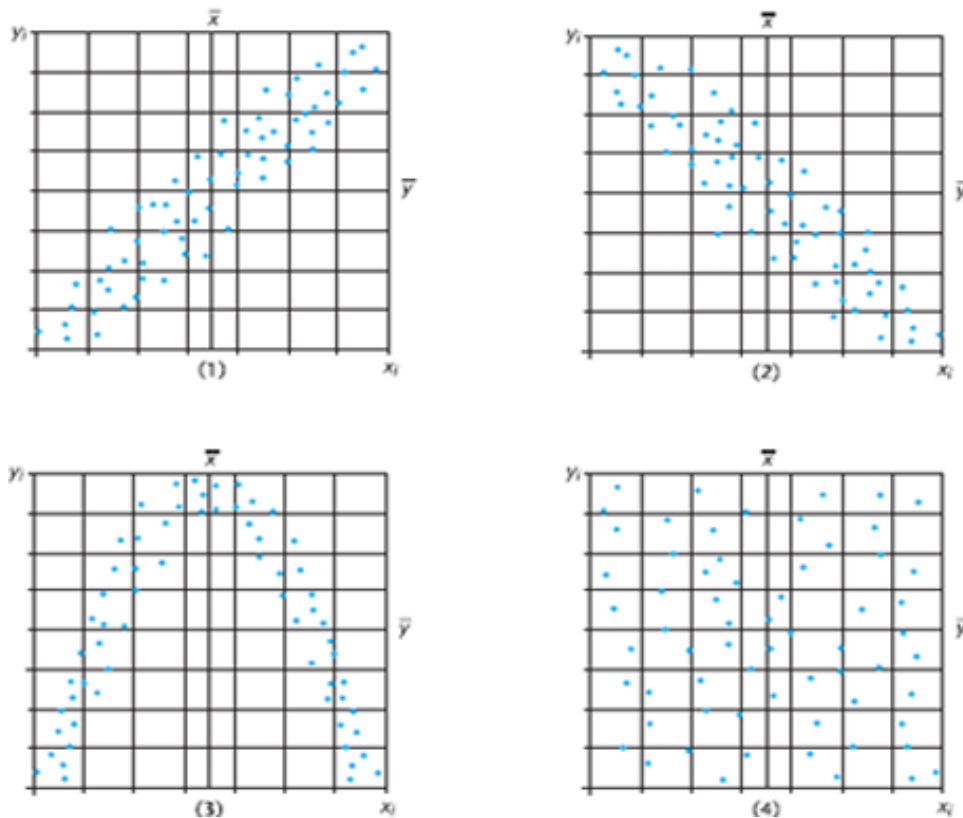 x̅ x̅
yᵢ yᵢ
y̅ y̅
xᵢ xᵢ
(1) (2)
x̅ x̅
yᵢ yᵢ
y̅ y̅
xᵢ xᵢ
(3) (4)